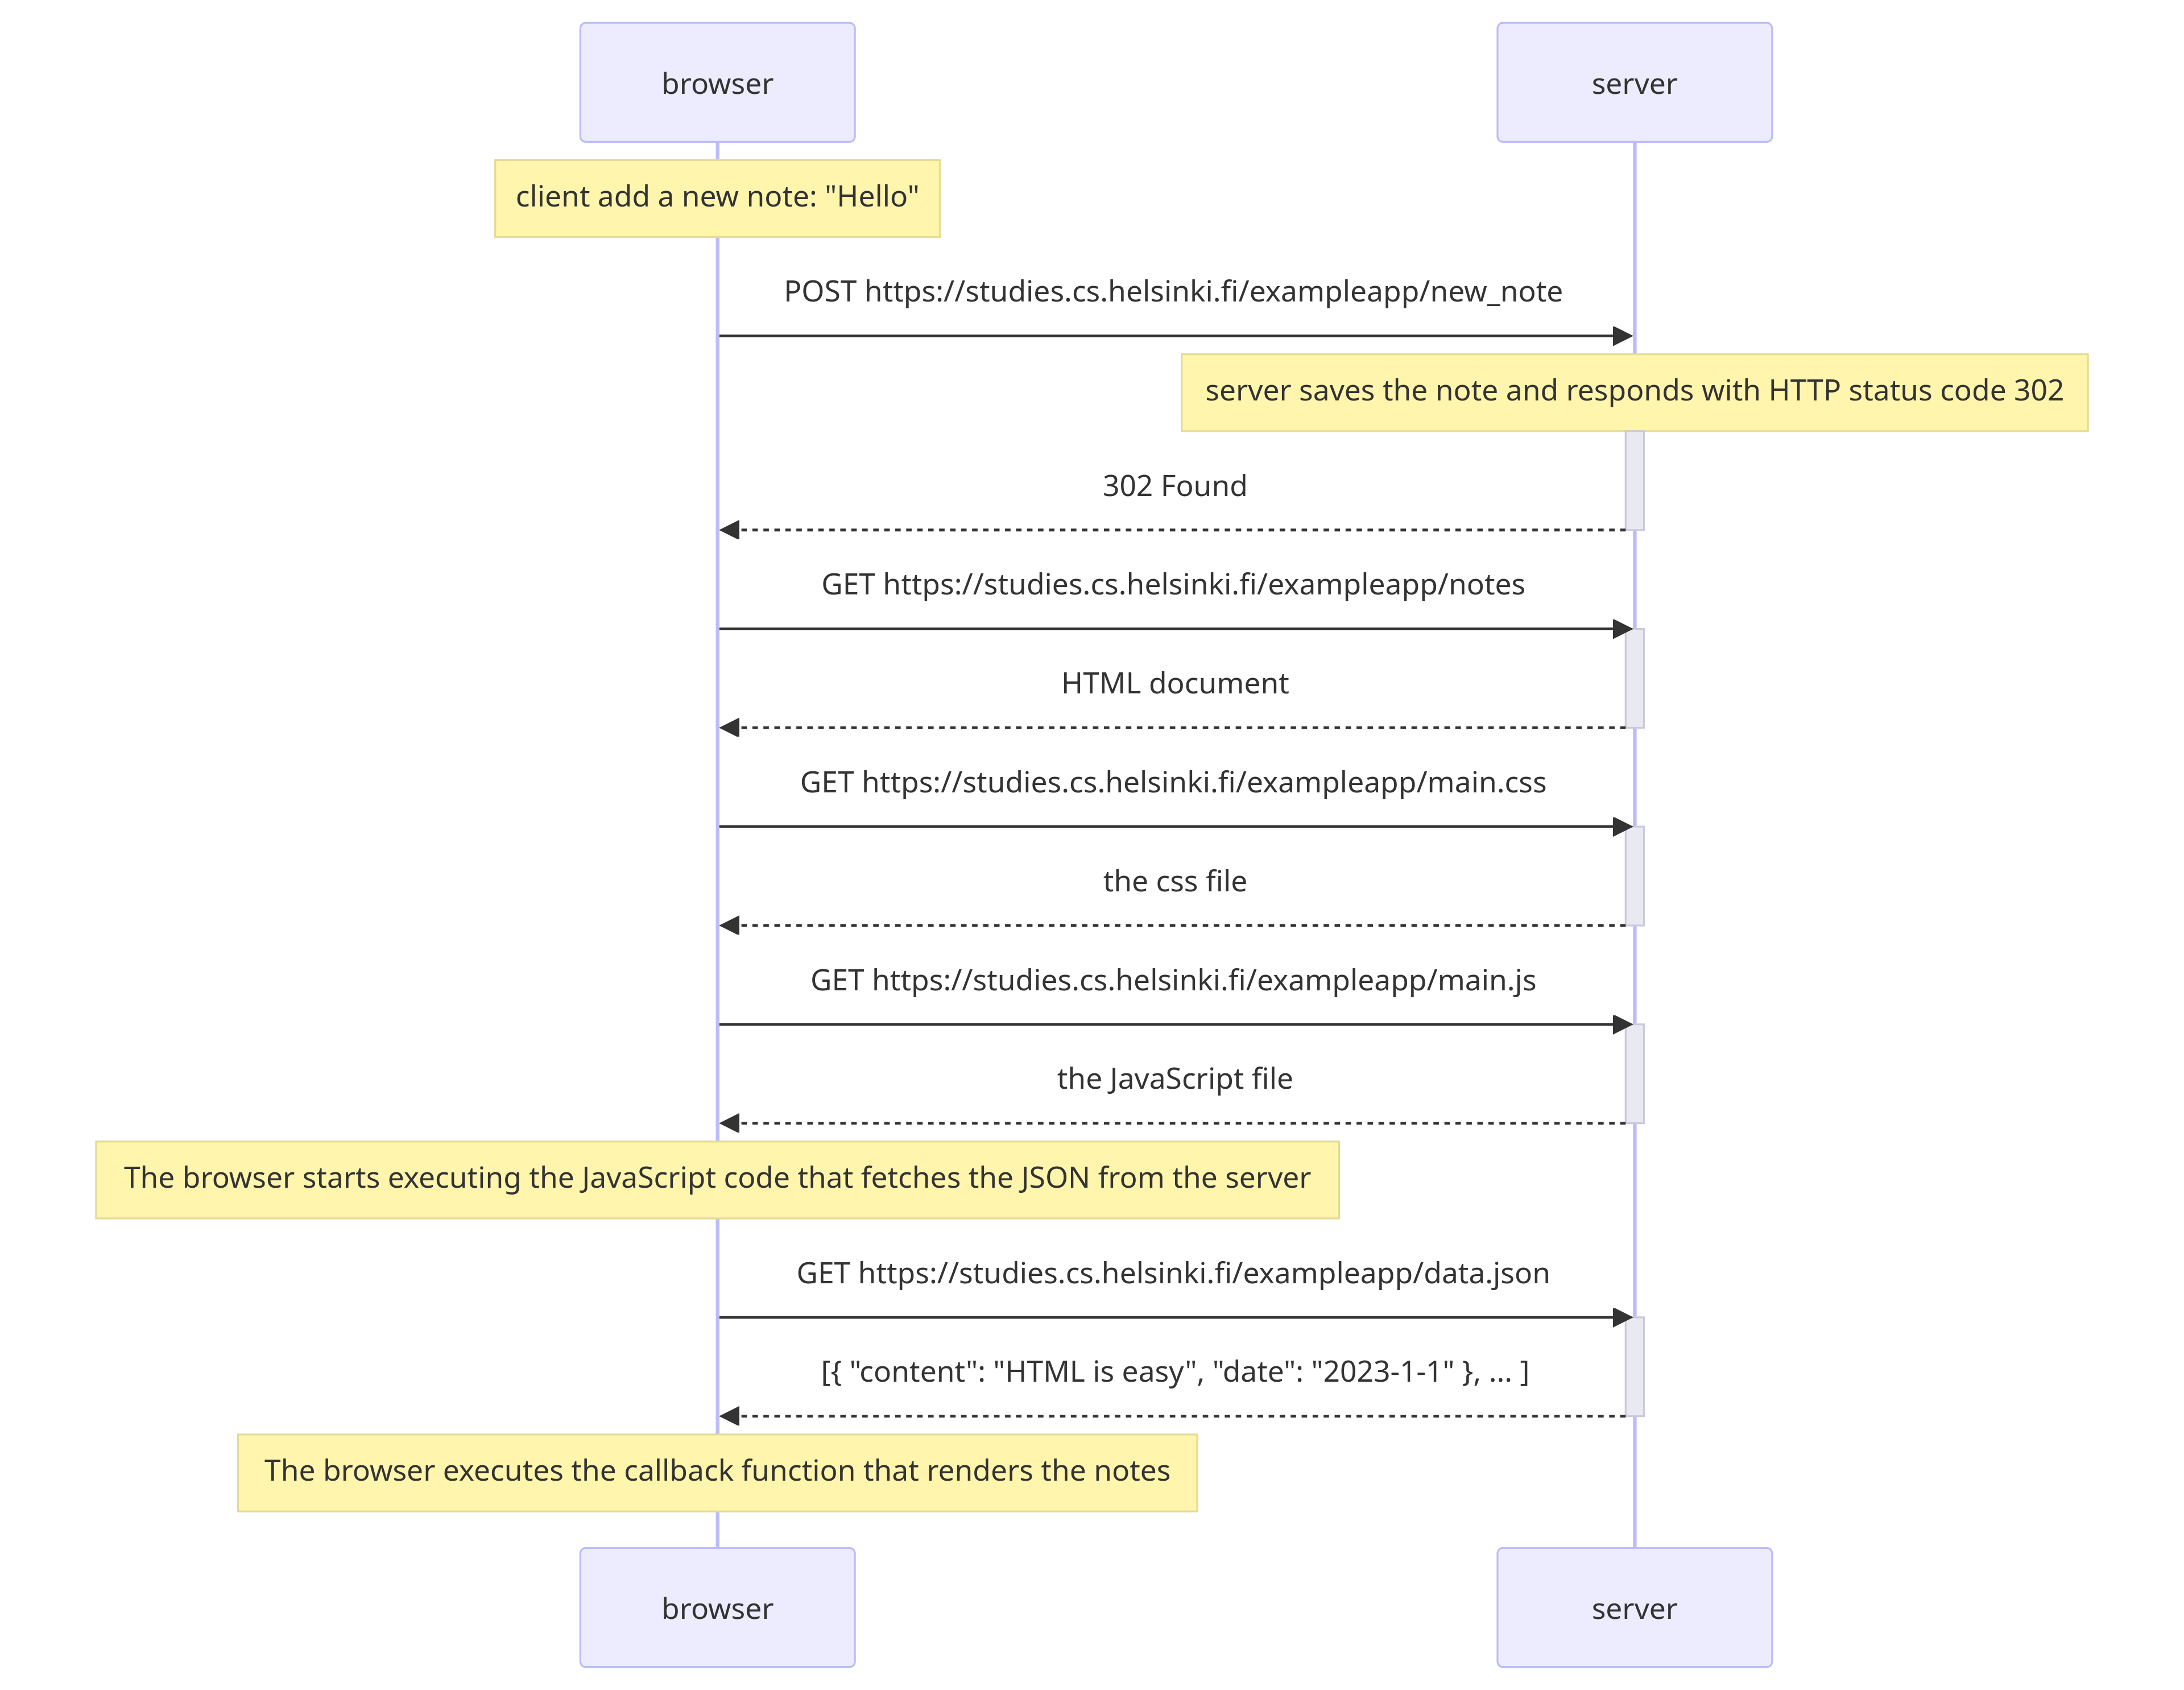 browser
server
client add a new note: "Hello"
POST https://studies.cs.helsinki.fi/exampleapp/new_note
server saves the note and responds with HTTP status code 302
302 Found
GET https://studies.cs.helsinki.fi/exampleapp/notes
HTML document
GET https://studies.cs.helsinki.fi/exampleapp/main.css
the css file
GET https://studies.cs.helsinki.fi/exampleapp/main.js
the JavaScript file
The browser starts executing the JavaScript code that fetches the JSON from the server
GET https://studies.cs.helsinki.fi/exampleapp/data.json
[{ "content": "HTML is easy", "date": "2023-1-1" }, ... ]
The browser executes the callback function that renders the notes
browser
server